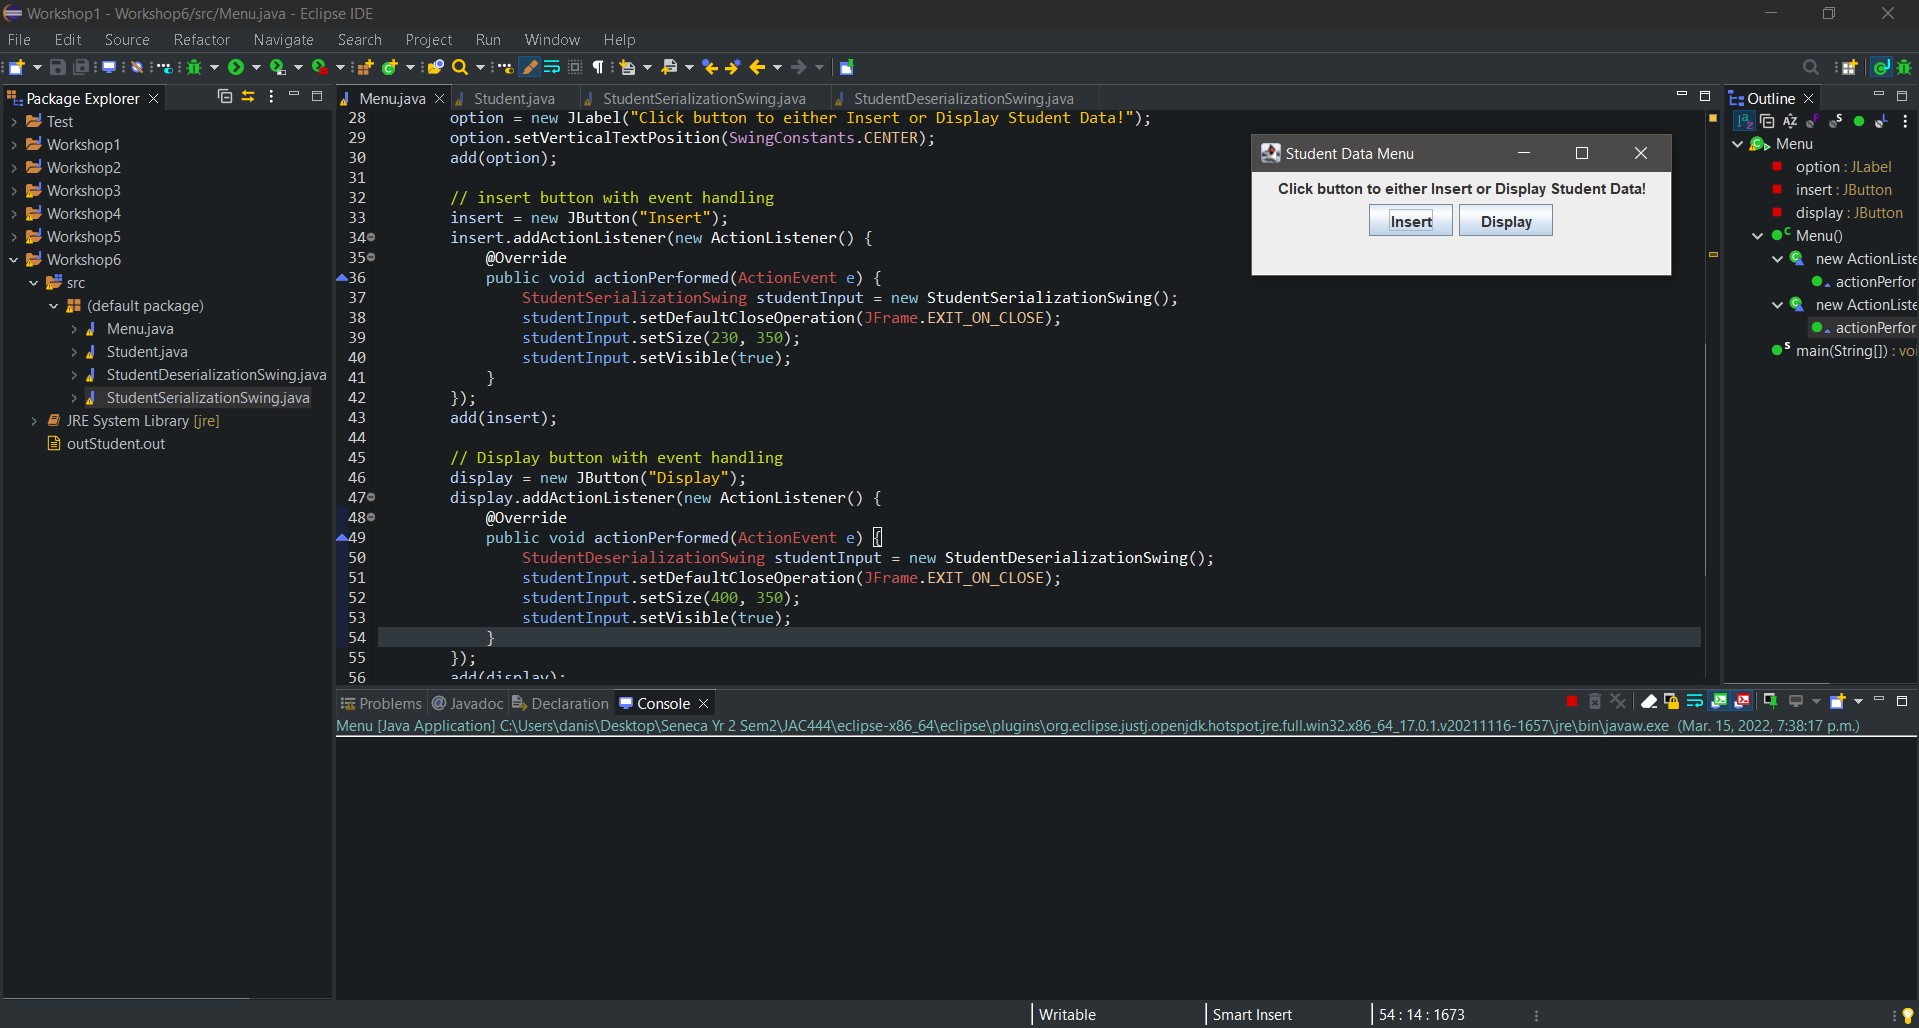 Workshop1 - Workshop6/src/Menu.java - Eclipse IDE
File Edit Source Refactor Navigate Search Project Run Window Help
Package Explorer
Test
Workshop1
Workshop2
Workshop3
Workshop4
Workshop5
Workshop6
src
(default package)
Menu.java
Student.java
StudentDeserializationSwing.java
StudentSerializationSwing.java
JRE System Library [jre]
outStudent.out
Menu.java Student.java StudentSerializationSwing.java StudentDeserializationSwing.java
28 option = new JLabel("Click button to either Insert or Display Student Data!");
29 option.setVerticalTextPosition(SwingConstants.CENTER);
30 add(option);
31
32 // insert button with event handling
33 insert = new JButton("Insert");
34 insert.addActionListener(new ActionListener() {
35 @Override
36 public void actionPerformed(ActionEvent e) {
37 StudentSerializationSwing studentInput = new StudentSerializationSwing();
38 studentInput.setDefaultCloseOperation(JFrame.EXIT_ON_CLOSE);
39 studentInput.setSize(230, 350);
40 studentInput.setVisible(true);
41 }
42 });
43 add(insert);
44
45 // Display button with event handling
46 display = new JButton("Display");
47 display.addActionListener(new ActionListener() {
48 @Override
49 public void actionPerformed(ActionEvent e) {
50 StudentDeserializationSwing studentInput = new StudentDeserializationSwing();
51 studentInput.setDefaultCloseOperation(JFrame.EXIT_ON_CLOSE);
52 studentInput.setSize(400, 350);
53 studentInput.setVisible(true);
54 }
55 });
56 add(display);
Student Data Menu
Click button to either Insert or Display Student Data!
Insert Display
Outline
Menu
option : JLabel
insert : JButton
display : JButton
Menu()
new ActionListe
actionPerfor
new ActionListe
actionPerfor
main(String[]) : voi
Problems Javadoc Declaration Console
Menu [Java Application] C:\Users\danis\Desktop\Seneca Yr 2 Sem2\JAC444\eclipse-x86_64\eclipse\plugins\org.eclipse.justj.openjdk.hotspot.jre.full.win32.x86_64_17.0.1.v20211116-1657\jre\bin\javaw.exe (Mar. 15, 2022, 7:38:17 p.m.)
Writable Smart Insert 54 : 14 : 1673